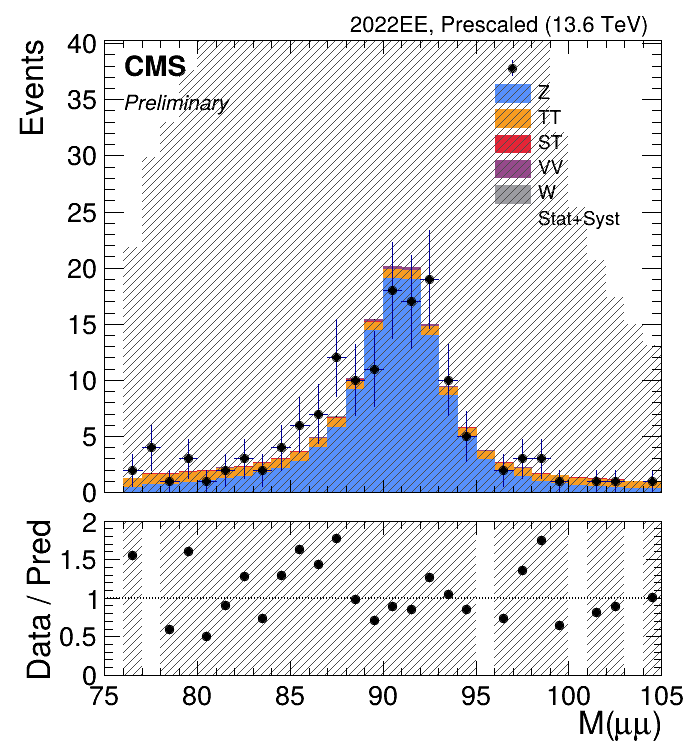 2022EE, Prescaled (13.6 TeV)
Events
40
35
30
25
20
15
10
5
0
CMS
Preliminary
Z
TT
ST
VV
W
Stat+Syst
Data / Pred
2
1.5
1
0.5
0
75 80 85 90 95 100 105
M(μμ)